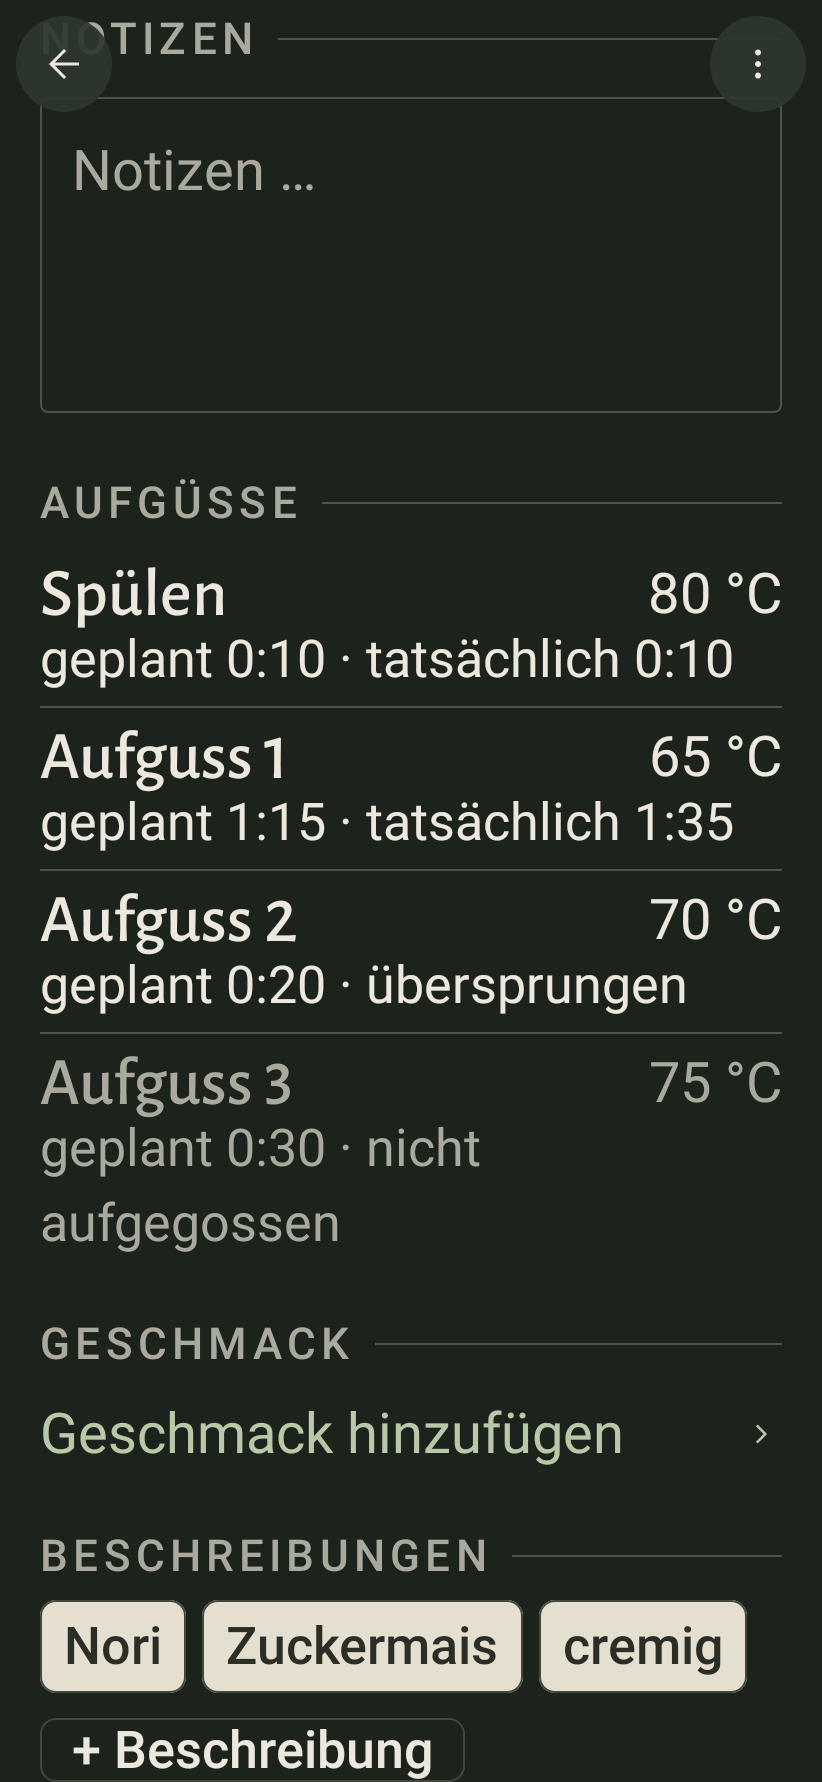 NOTIZEN
Notizen …
AUFGÜSSE
Spülen 80 °C
geplant 0:10 · tatsächlich 0:10
Aufguss 1 65 °C
geplant 1:15 · tatsächlich 1:35
Aufguss 2 70 °C
geplant 0:20 · übersprungen
Aufguss 3 75 °C
geplant 0:30 · nicht
aufgegossen
GESCHMACK
Geschmack hinzufügen
BESCHREIBUNGEN
Nori Zuckermais cremig
+ Beschreibung